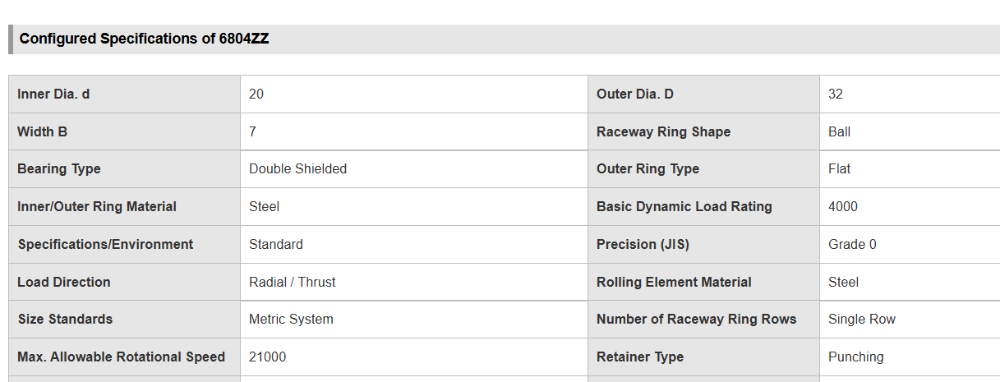 Configured Specifications of 6804ZZ
Inner Dia. d 20 Outer Dia. D 32
Width B 7 Raceway Ring Shape Ball
Bearing Type Double Shielded Outer Ring Type Flat
Inner/Outer Ring Material Steel Basic Dynamic Load Rating 4000
Specifications/Environment Standard Precision (JIS) Grade 0
Load Direction Radial / Thrust Rolling Element Material Steel
Size Standards Metric System Number of Raceway Ring Rows Single Row
Max. Allowable Rotational Speed 21000 Retainer Type Punching